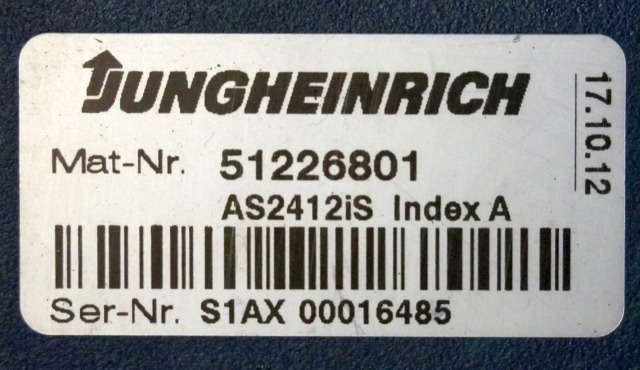 JUNGHEINRICH
Mat-Nr. 51226801
AS2412iS Index A
Ser-Nr. S1AX 00016485
17.10.12